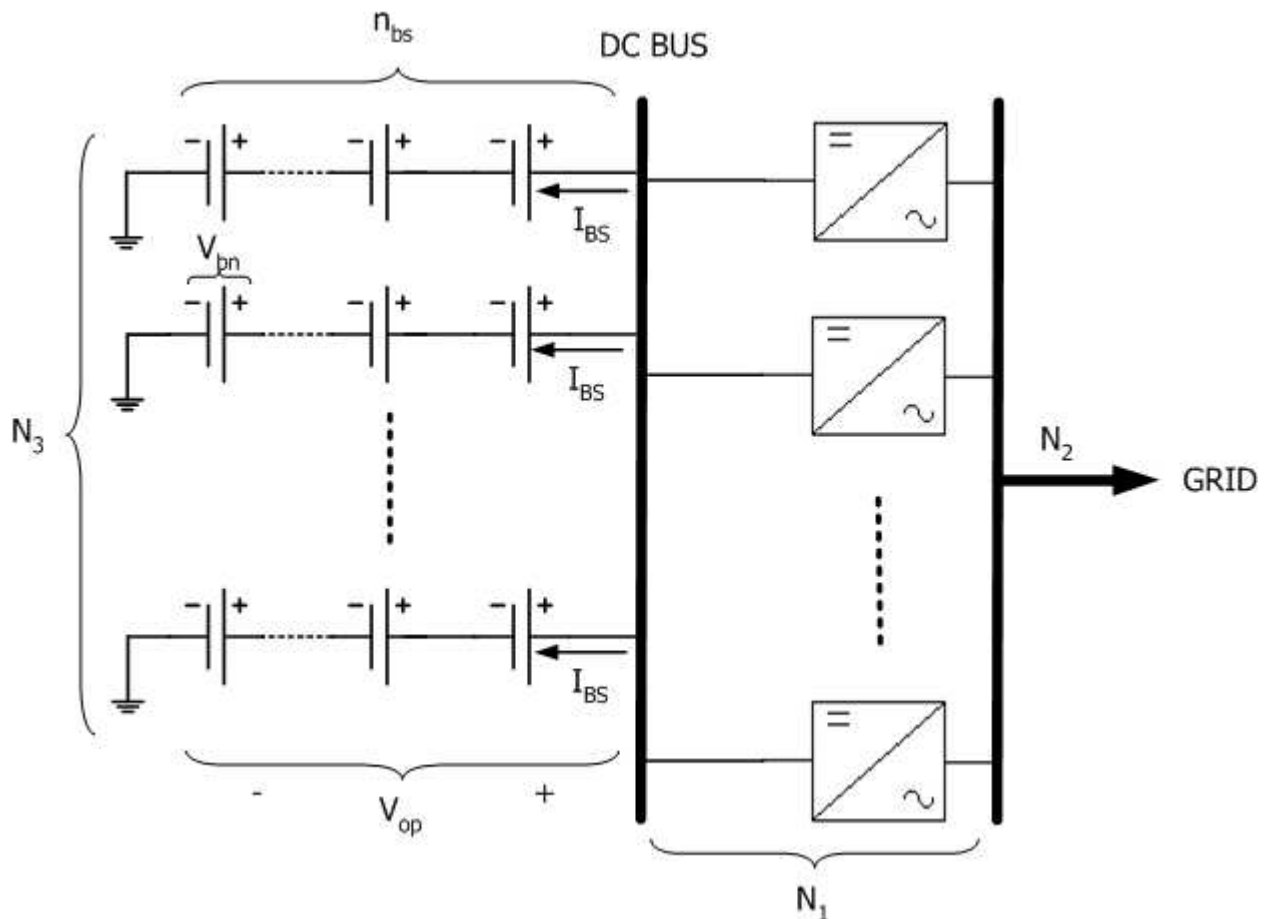 n_bs
DC BUS
- + - + - +
I_BS
V_bn
- + - + - +
I_BS
N_3
N_2
GRID
- + - + - +
I_BS
- +
V_op
N_1